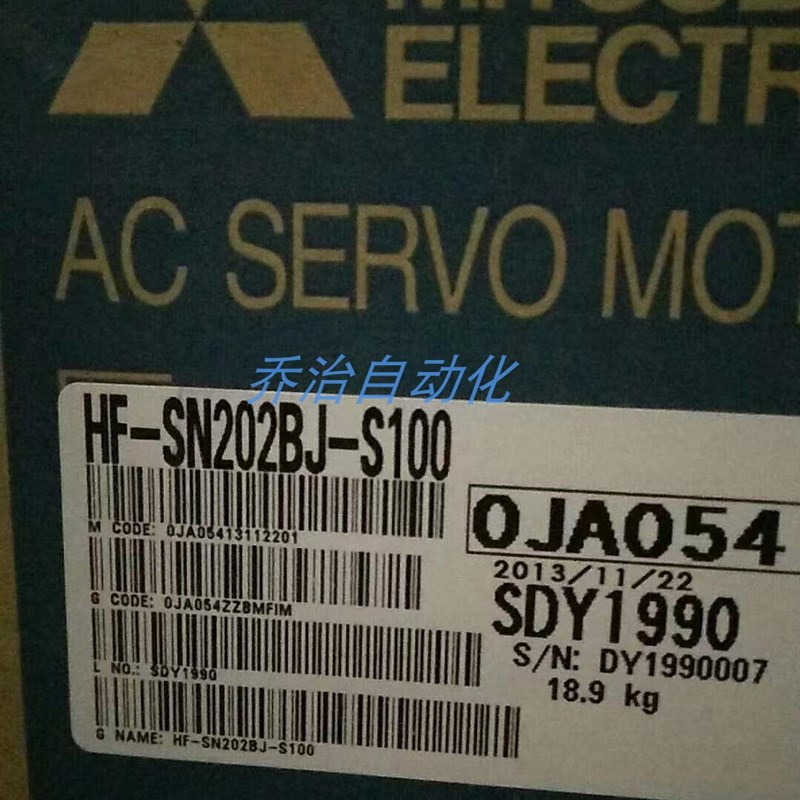 ELECTR
AC SERVO MOT
乔治自动化
HF-SN202BJ-S100
M CODE: 0JA05413112201
0JA054
2013/11/22
G CODE: 0JA054ZZBMFIM
SDY1990
S/N: DY1990007
L NO.: SDY1990
18.9 kg
G NAME: HF-SN202BJ-S100